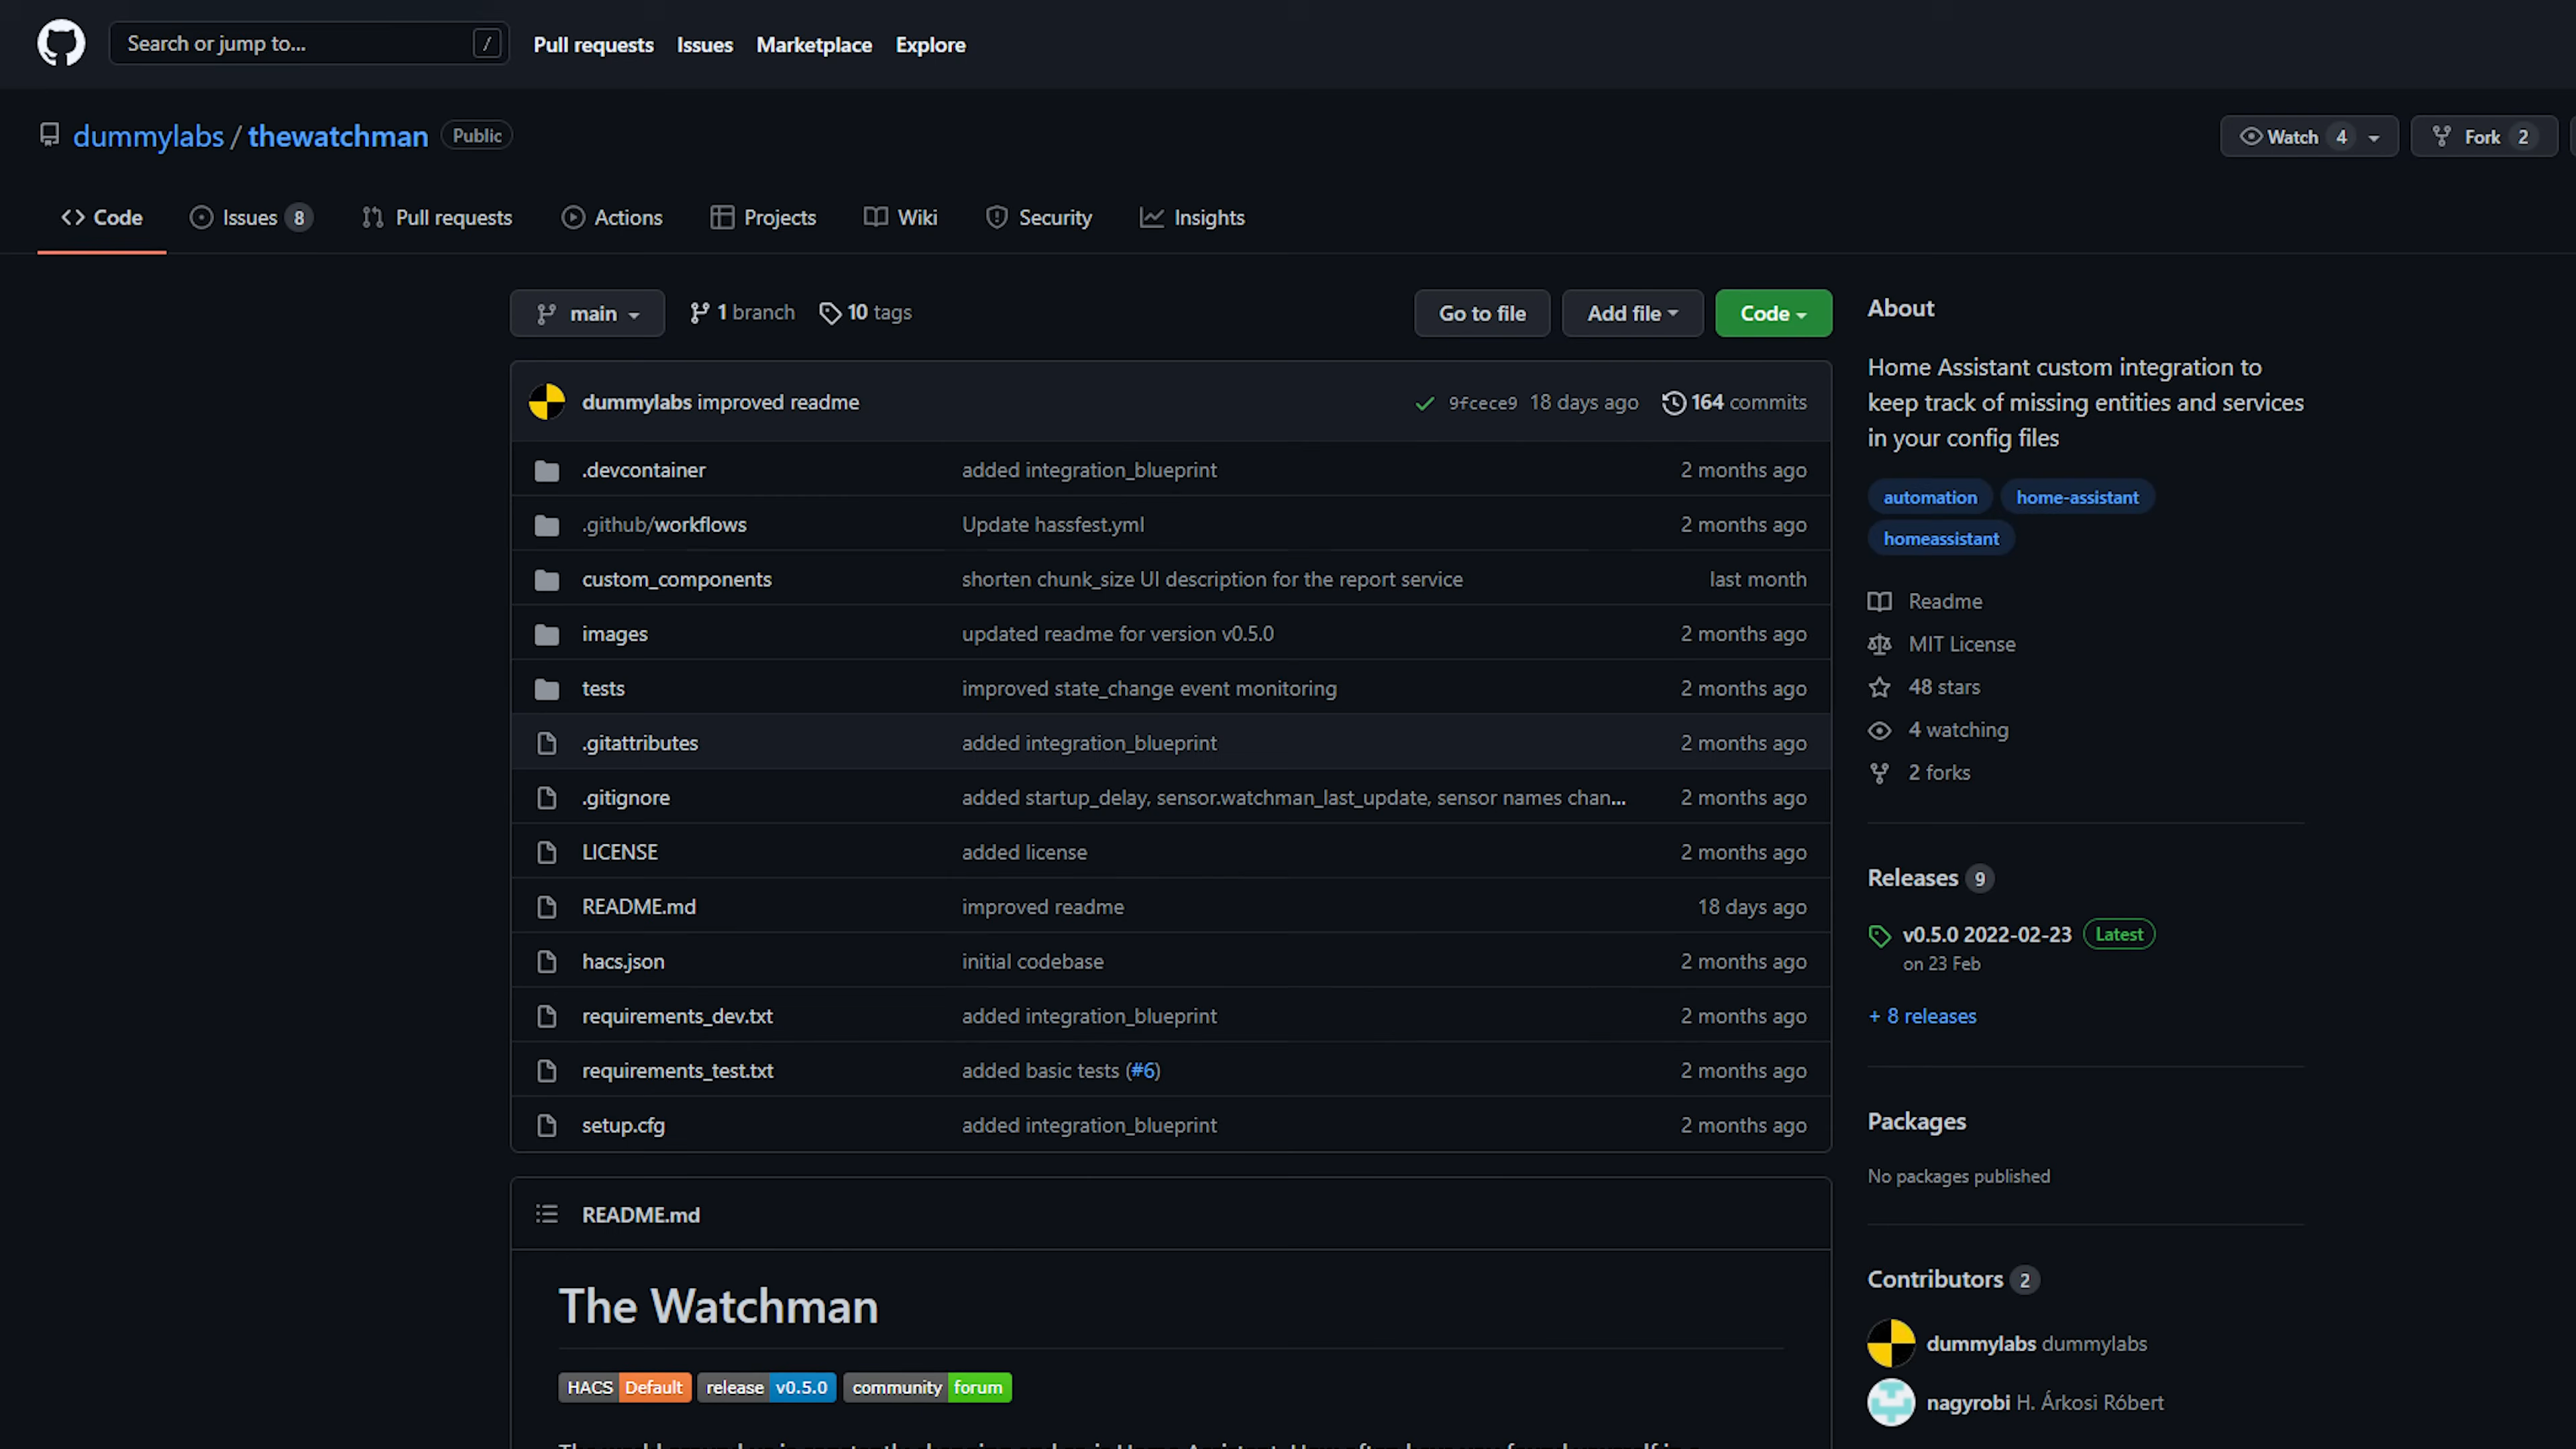 Search or jump to... / Pull requests Issues Marketplace Explore
dummylabs / thewatchman Public Watch 4 Fork 2
Code Issues 8 Pull requests Actions Projects Wiki Security Insights
main 1 branch 10 tags Go to file Add file Code
dummylabs improved readme 9fcece9 18 days ago 164 commits
.devcontainer added integration_blueprint 2 months ago
.github/workflows Update hassfest.yml 2 months ago
custom_components shorten chunk_size UI description for the report service last month
images updated readme for version v0.5.0 2 months ago
tests improved state_change event monitoring 2 months ago
.gitattributes added integration_blueprint 2 months ago
.gitignore added startup_delay, sensor.watchman_last_update, sensor names chan... 2 months ago
LICENSE added license 2 months ago
README.md improved readme 18 days ago
hacs.json initial codebase 2 months ago
requirements_dev.txt added integration_blueprint 2 months ago
requirements_test.txt added basic tests (#6) 2 months ago
setup.cfg added integration_blueprint 2 months ago
README.md
The Watchman
HACS Default release v0.5.0 community forum
About
Home Assistant custom integration to
keep track of missing entities and services
in your config files
automation home-assistant
homeassistant
Readme
MIT License
48 stars
4 watching
2 forks
Releases 9
v0.5.0 2022-02-23 Latest
on 23 Feb
+ 8 releases
Packages
No packages published
Contributors 2
dummylabs dummylabs
nagyrobi H. Árkosi Róbert